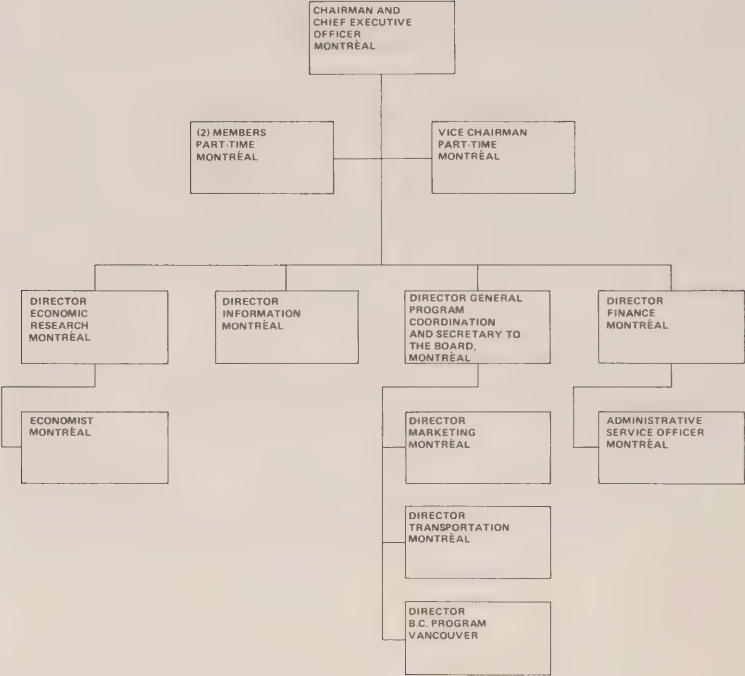 CHAIRMAN AND
CHIEF EXECUTIVE
OFFICER
MONTRÉAL
(2) MEMBERS
PART-TIME
MONTRÉAL
VICE CHAIRMAN
PART-TIME
MONTRÉAL
DIRECTOR
ECONOMIC
RESEARCH
MONTRÉAL
DIRECTOR
INFORMATION
MONTRÉAL
DIRECTOR GENERAL
PROGRAM
COORDINATION
AND SECRETARY TO
THE BOARD,
MONTRÉAL
DIRECTOR
FINANCE
MONTRÉAL
ECONOMIST
MONTRÉAL
DIRECTOR
MARKETING
MONTRÉAL
ADMINISTRATIVE
SERVICE OFFICER
MONTRÉAL
DIRECTOR
TRANSPORTATION
MONTRÉAL
DIRECTOR
B.C. PROGRAM
VANCOUVER